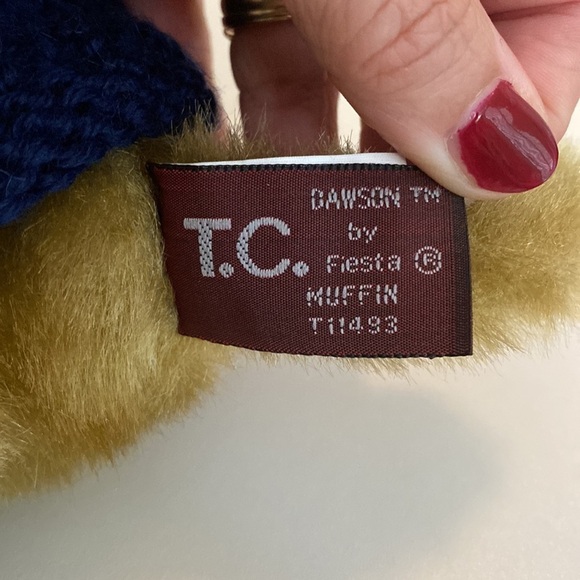 T.C.
DAWSON ™
by
Fiesta ®
MUFFIN
T11493